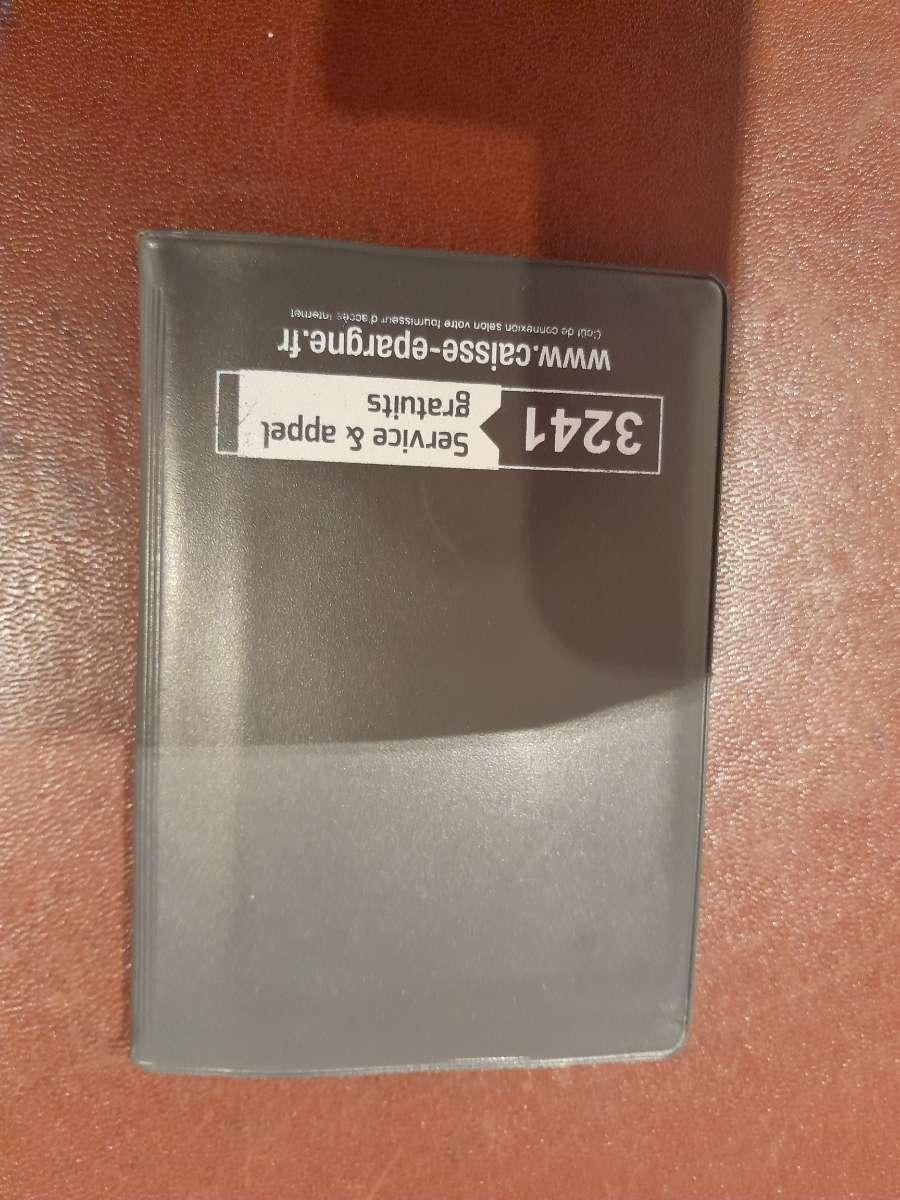 3241 Service & appel
gratuits
www.caisse-epargne.fr
Coût de connexion selon votre fournisseur d'accès Internet